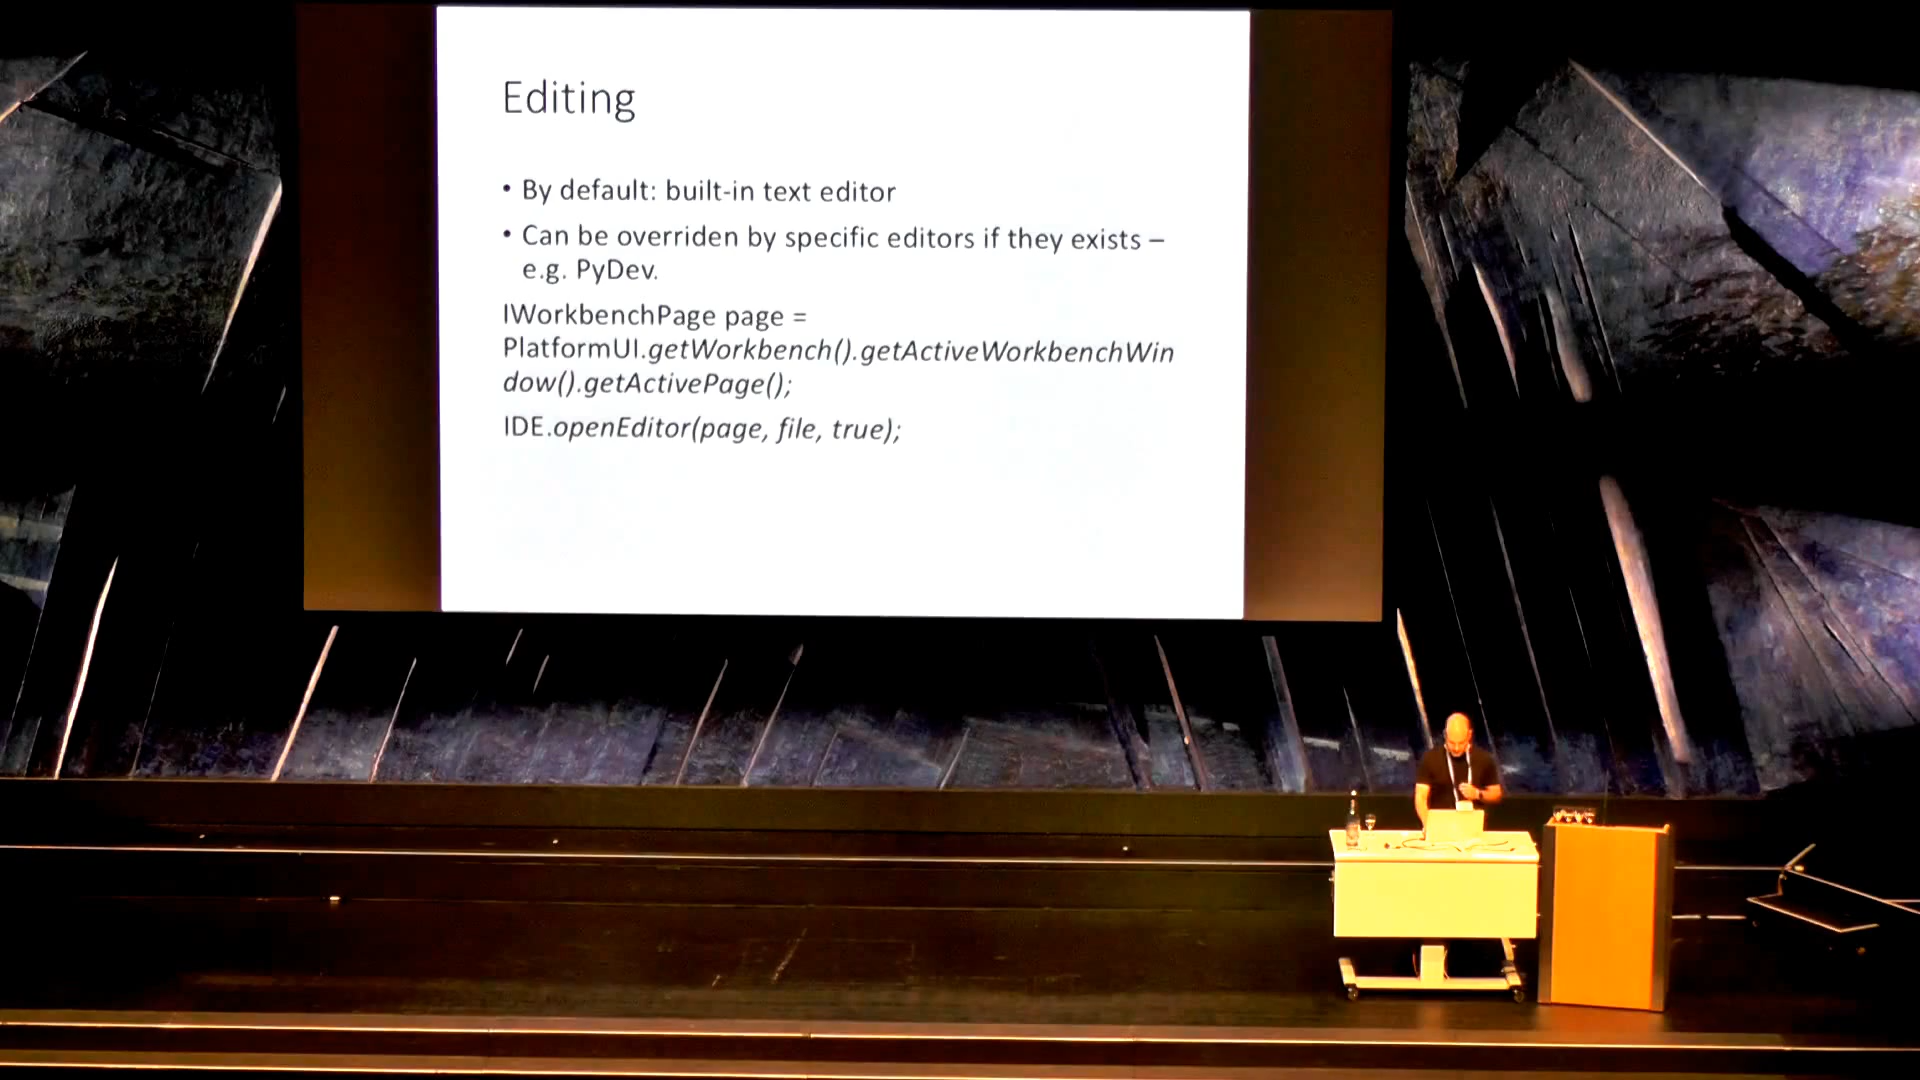 Editing
• By default: built-in text editor
• Can be overriden by specific editors if they exists –
e.g. PyDev.
IWorkbenchPage page =
PlatformUI.getWorkbench().getActiveWorkbenchWin
dow().getActivePage();
IDE.openEditor(page, file, true);